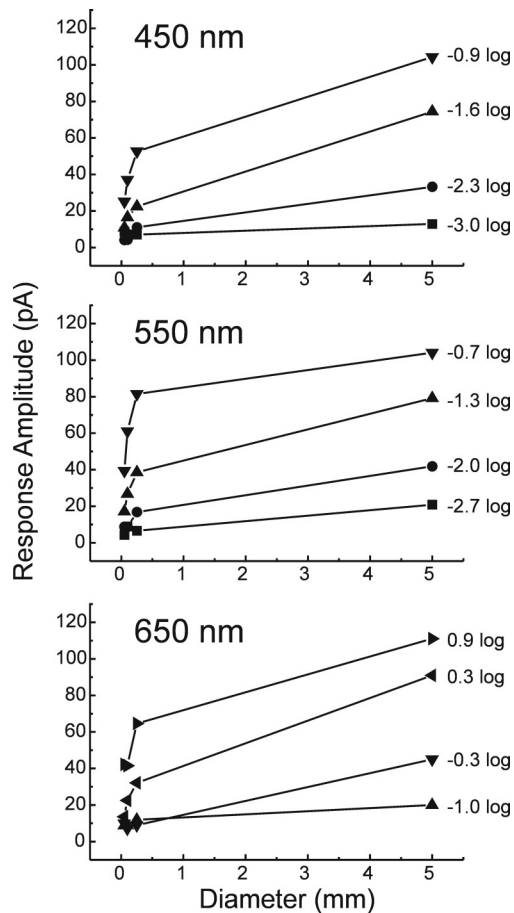 Response Amplitude (pA)
450 nm
120
100
80
60
40
20
0
-0.9 log
-1.6 log
-2.3 log
-3.0 log
0 1 2 3 4 5
550 nm
120
100
80
60
40
20
0
-0.7 log
-1.3 log
-2.0 log
-2.7 log
0 1 2 3 4 5
650 nm
120
100
80
60
40
20
0
0.9 log
0.3 log
-0.3 log
-1.0 log
0 1 2 3 4 5
Diameter (mm)